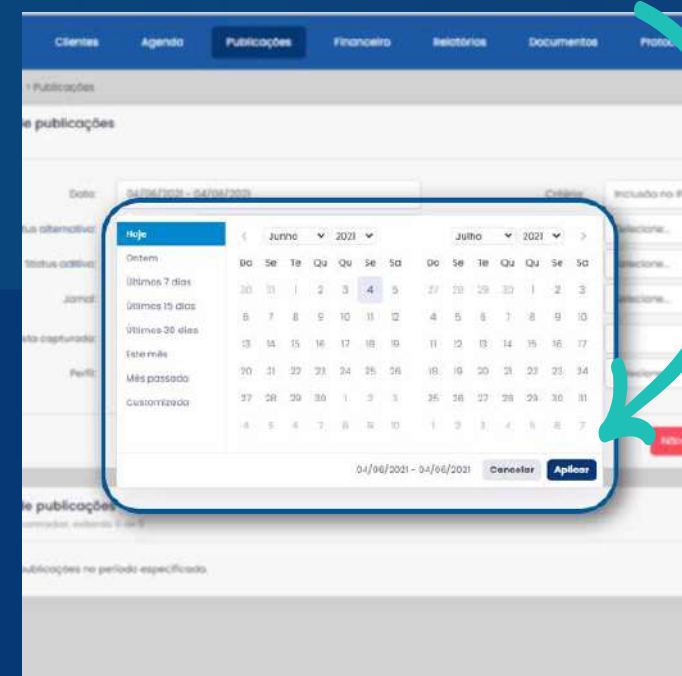 Clientes Agenda Publicações Financeiro Relatórios Documentos
› Publicações
de publicações
Data: 04/06/2021 - 04/06/2021 Critério: Inclusão no
Status alternativo: Selecione...
Status aditivo: Selecione...
Jornal: Selecione...
capturada:
Perfil: Selecione...
Hoje
Ontem
Últimos 7 dias
Últimos 15 dias
Últimos 30 dias
Este mês
Mês passado
Customizado
‹ Junho 2021
Do Se Te Qu Qu Se Sa
30 31 1 2 3 4 5
6 7 8 9 10 11 12
13 14 15 16 17 18 19
20 21 22 23 24 25 26
27 28 29 30 1 2 3
4 5 6 7 8 9 10
Julho 2021 ›
Do Se Te Qu Qu Se Sa
27 28 29 30 1 2 3
4 5 6 7 8 9 10
11 12 13 14 15 16 17
18 19 20 21 22 23 24
25 26 27 28 29 30 31
1 2 3 4 5 6 7
04/06/2021 - 04/06/2021 Cancelar Aplicar
de publicações
publicações no período especificado.